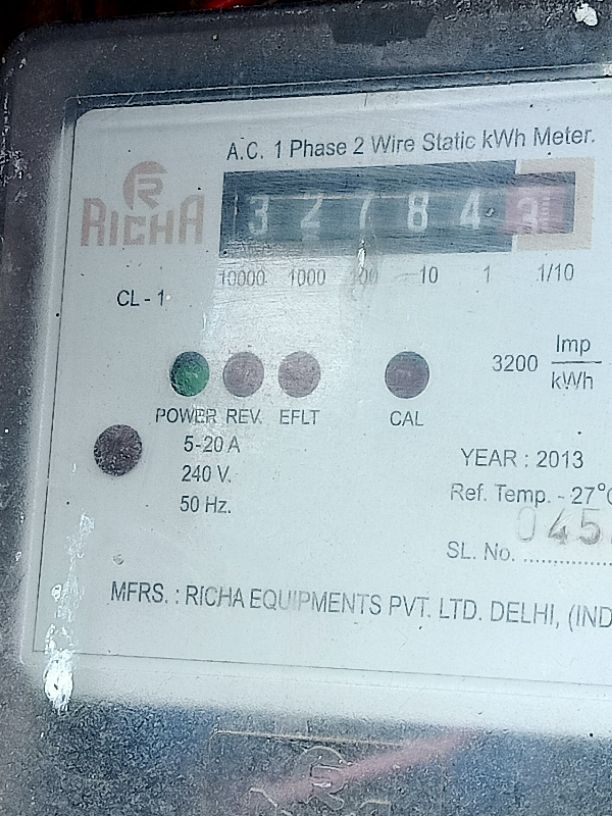 A.C. 1 Phase 2 Wire Static kWh Meter.
RICHA
3 2 7 8 4 3
10000 1000 100 10 1 1/10
CL - 1
3200 Imp/kWh
POWER REV. EFLT CAL
5-20 A
240 V.
50 Hz.
YEAR : 2013
Ref. Temp. - 27°C
045
SL. No. ..............
MFRS. : RICHA EQUIPMENTS PVT. LTD. DELHI, (IND